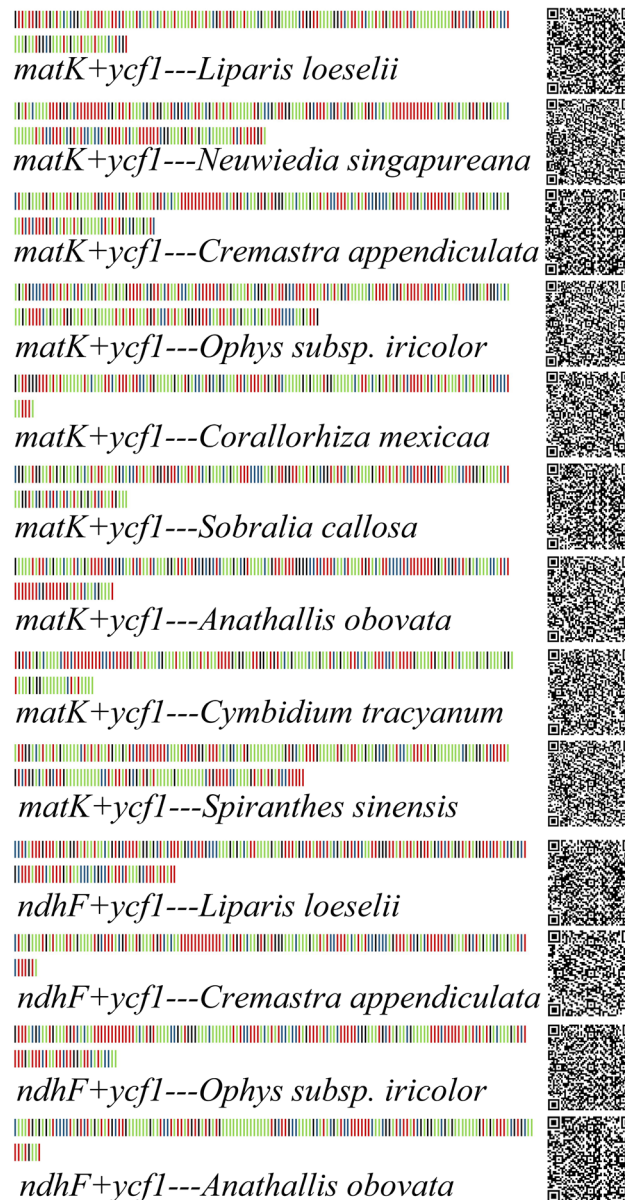 matK+ycf1---Liparis loeselii
matK+ycf1---Neuwiedia singapureana
matK+ycf1---Cremastra appendiculata
matK+ycf1---Ophys subsp. iricolor
matK+ycf1---Corallorhiza mexicaa
matK+ycf1---Sobralia callosa
matK+ycf1---Anathallis obovata
matK+ycf1---Cymbidium tracyanum
matK+ycf1---Spiranthes sinensis
ndhF+ycf1---Liparis loeselii
ndhF+ycf1---Cremastra appendiculata
ndhF+ycf1---Ophys subsp. iricolor
ndhF+ycf1---Anathallis obovata